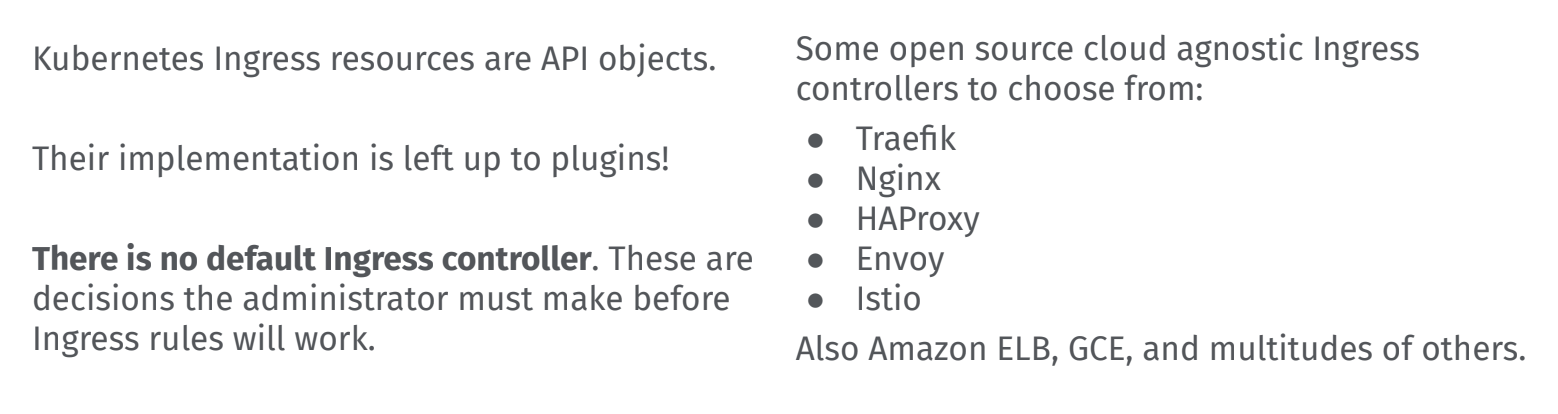 Kubernetes Ingress resources are API objects.
Their implementation is left up to plugins!
There is no default Ingress controller. These are
decisions the administrator must make before
Ingress rules will work.
Some open source cloud agnostic Ingress
controllers to choose from:
● Traefik
● Nginx
● HAProxy
● Envoy
● Istio
Also Amazon ELB, GCE, and multitudes of others.